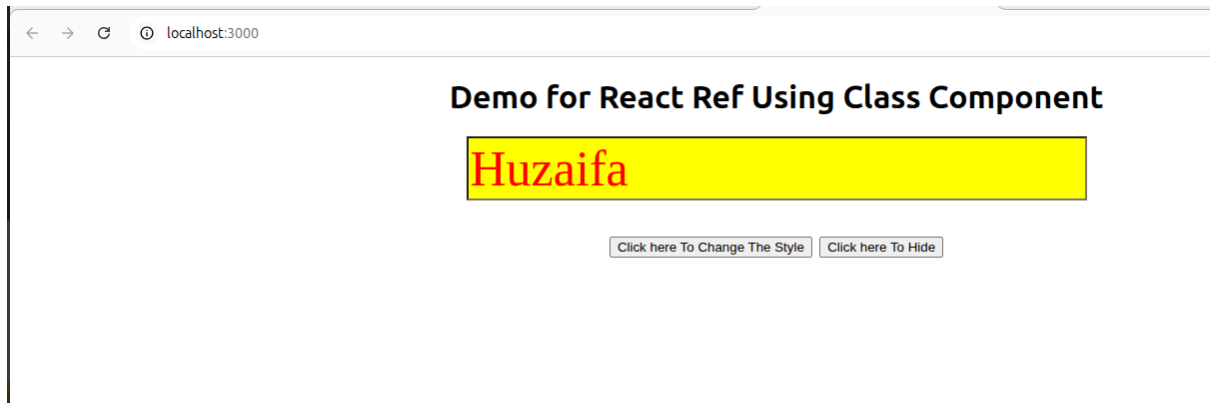 localhost:3000
Demo for React Ref Using Class Component
Huzaifa
Click here To Change The Style Click here To Hide